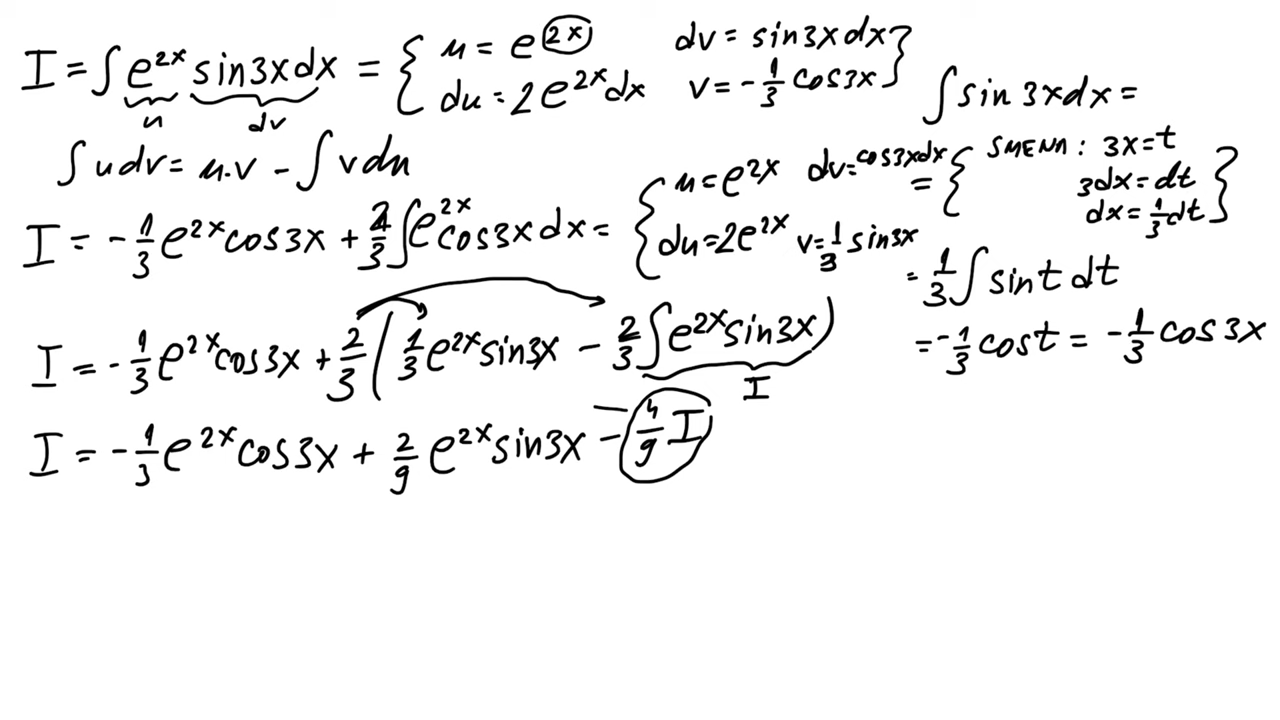 I = ∫ e^{2x} sin3x dx = { u = e^{2x} dv = sin3x dx
u dv du = 2e^{2x} dx v = -1/3 cos3x }
∫ u dv = u·v - ∫ v du
I = -1/3 e^{2x} cos3x + 2/3 ∫ e^{2x} cos3x dx = { u = e^{2x} dv = cos3x dx
du = 2e^{2x} v = 1/3 sin3x
I = -1/3 e^{2x} cos3x + 2/3 ( 1/3 e^{2x} sin3x - 2/3 ∫ e^{2x} sin3x )
I
I = -1/3 e^{2x} cos3x + 2/9 e^{2x} sin3x - 4/9 I
∫ sin 3x dx =
= { SMENA : 3x = t
3dx = dt
dx = 1/3 dt }
= 1/3 ∫ sin t dt
= -1/3 cos t = -1/3 cos 3x